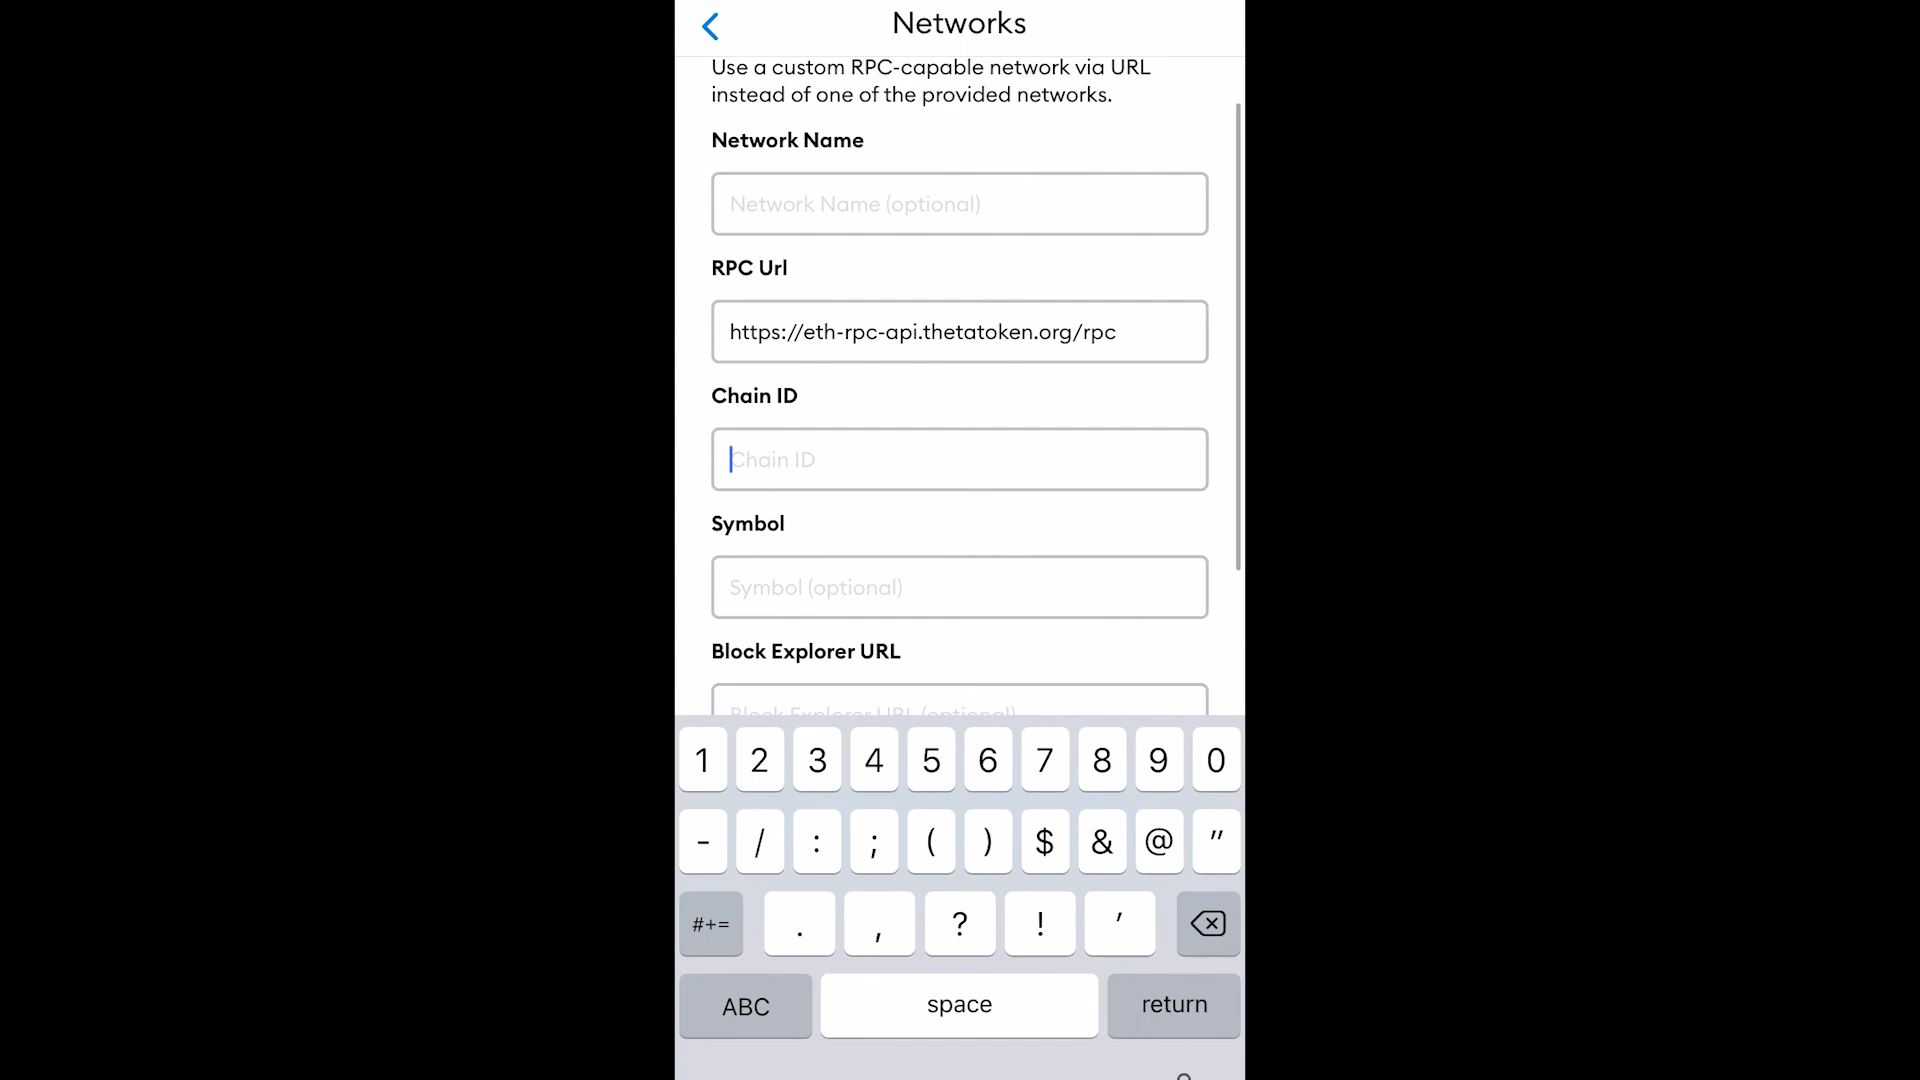 Networks
Use a custom RPC-capable network via URL
instead of one of the provided networks.
Network Name
Network Name (optional)
RPC Url
https://eth-rpc-api.thetatoken.org/rpc
Chain ID
Chain ID
Symbol
Symbol (optional)
Block Explorer URL
Block Explorer URL (optional)
1 2 3 4 5 6 7 8 9 0
- / : ; ( ) $ & @ "
#+= . , ? ! '
ABC space return